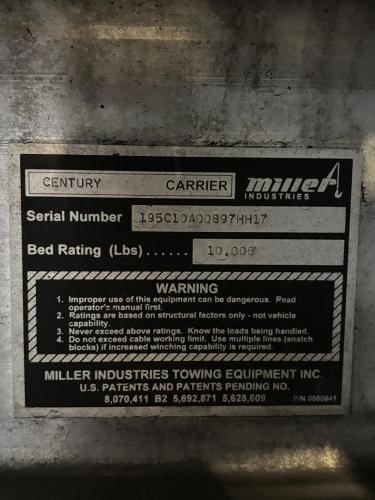 CENTURY CARRIER miller
INDUSTRIES
Serial Number 195C10A00897HH17
Bed Rating (Lbs)...... 10,000
WARNING
1. Improper use of this equipment can be dangerous. Read
operator's manual first.
2. Ratings are based on structural factors only - not vehicle
capability.
3. Never exceed above ratings. Know the loads being handled.
4. Do not exceed cable working limit. Use multiple lines (snatch
blocks) if increased winching capability is required.
MILLER INDUSTRIES TOWING EQUIPMENT INC.
U.S. PATENTS AND PATENTS PENDING NO.
8,070,411 B2 5,692,871 5,628,609
P/N 0800641